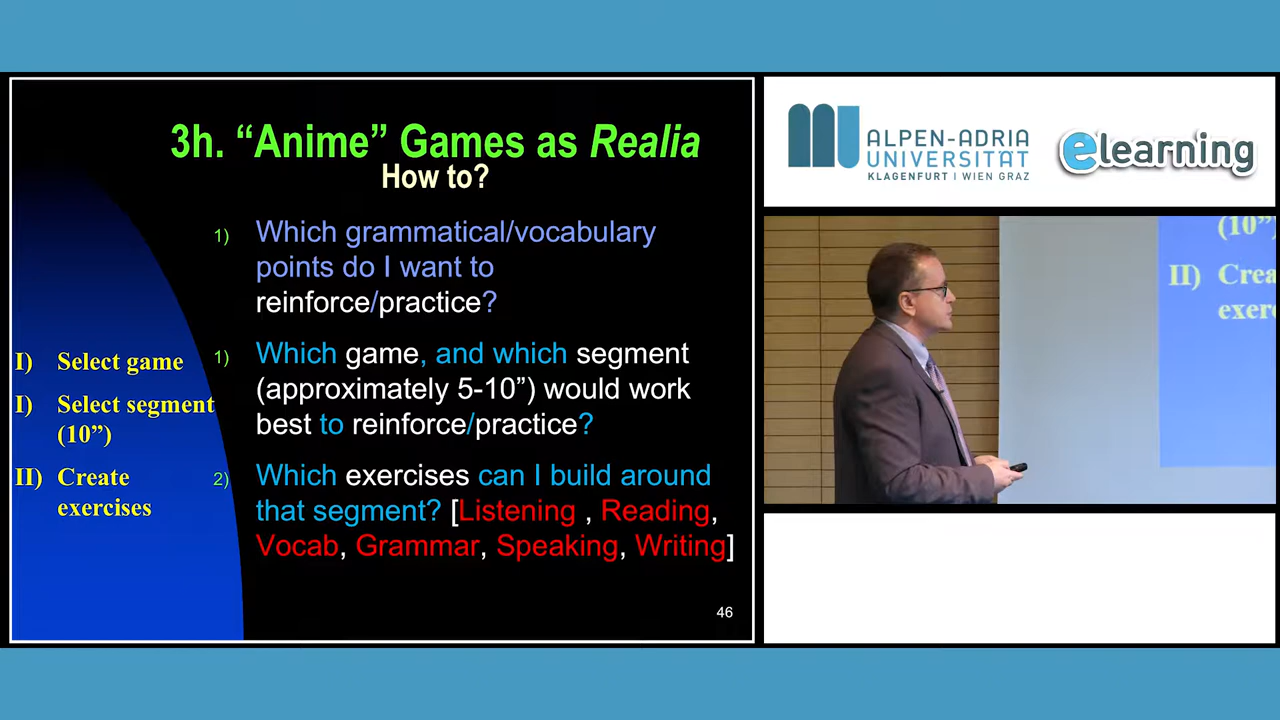 3h. “Anime” Games as Realia
How to?
1) Which grammatical/vocabulary
points do I want to
reinforce/practice?
1) Which game, and which segment
(approximately 5-10”) would work
best to reinforce/practice?
2) Which exercises can I build around
that segment? [Listening , Reading,
Vocab, Grammar, Speaking, Writing]
I) Select game
I) Select segment
(10”)
II) Create
exercises
46
ALPEN-ADRIA
UNIVERSITÄT
KLAGENFURT I WIEN GRAZ
elearning
(10”)
II) Crea
exerc